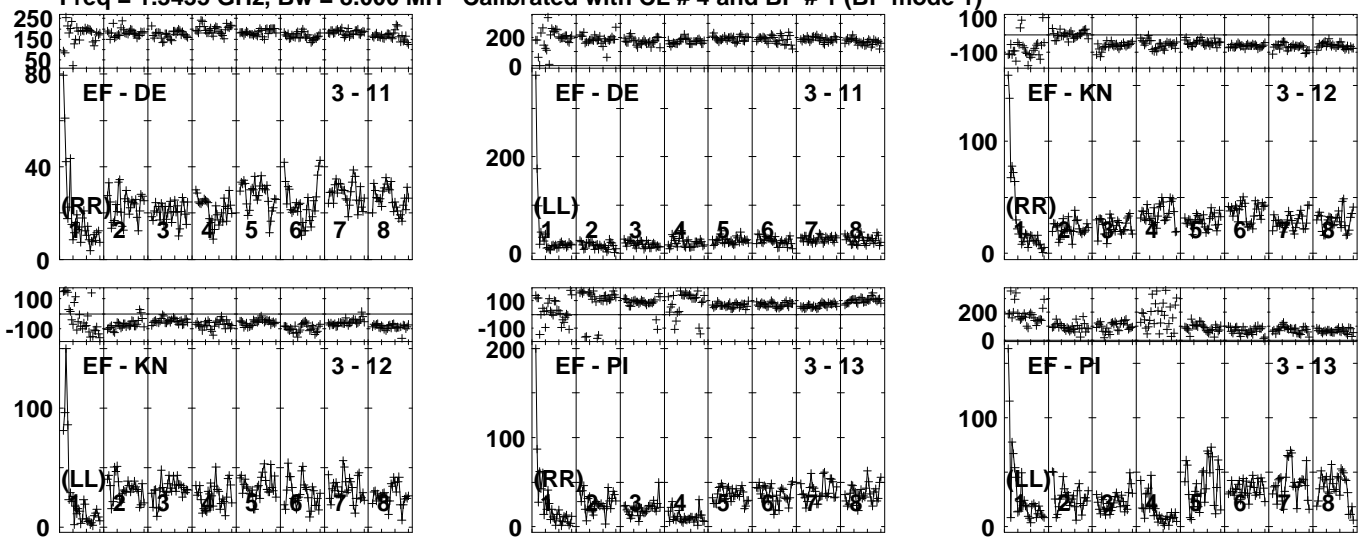 Freq = GHz, Bw = 8.000 MH Calibrated with CL # 4 and BP # 1 (BP mode 1)
250
150
50
80
40
0
EF - DE 3 - 11
(RR)
1 2 3 4 5 6 7 8
200
0
200
0
EF - DE 3 - 11
(LL)
1 2 3 4 5 6 7 8
100
-100
100
0
EF - KN 3 - 12
(RR)
1 2 3 4 5 6 7 8
100
-100
100
0
EF - KN 3 - 12
(LL)
1 2 3 4 5 6 7 8
100
-100
200
100
0
EF - PI 3 - 13
(RR)
1 2 3 4 5 6 7 8
200
0
100
0
EF - PI 3 - 13
(LL)
1 2 3 4 5 6 7 8